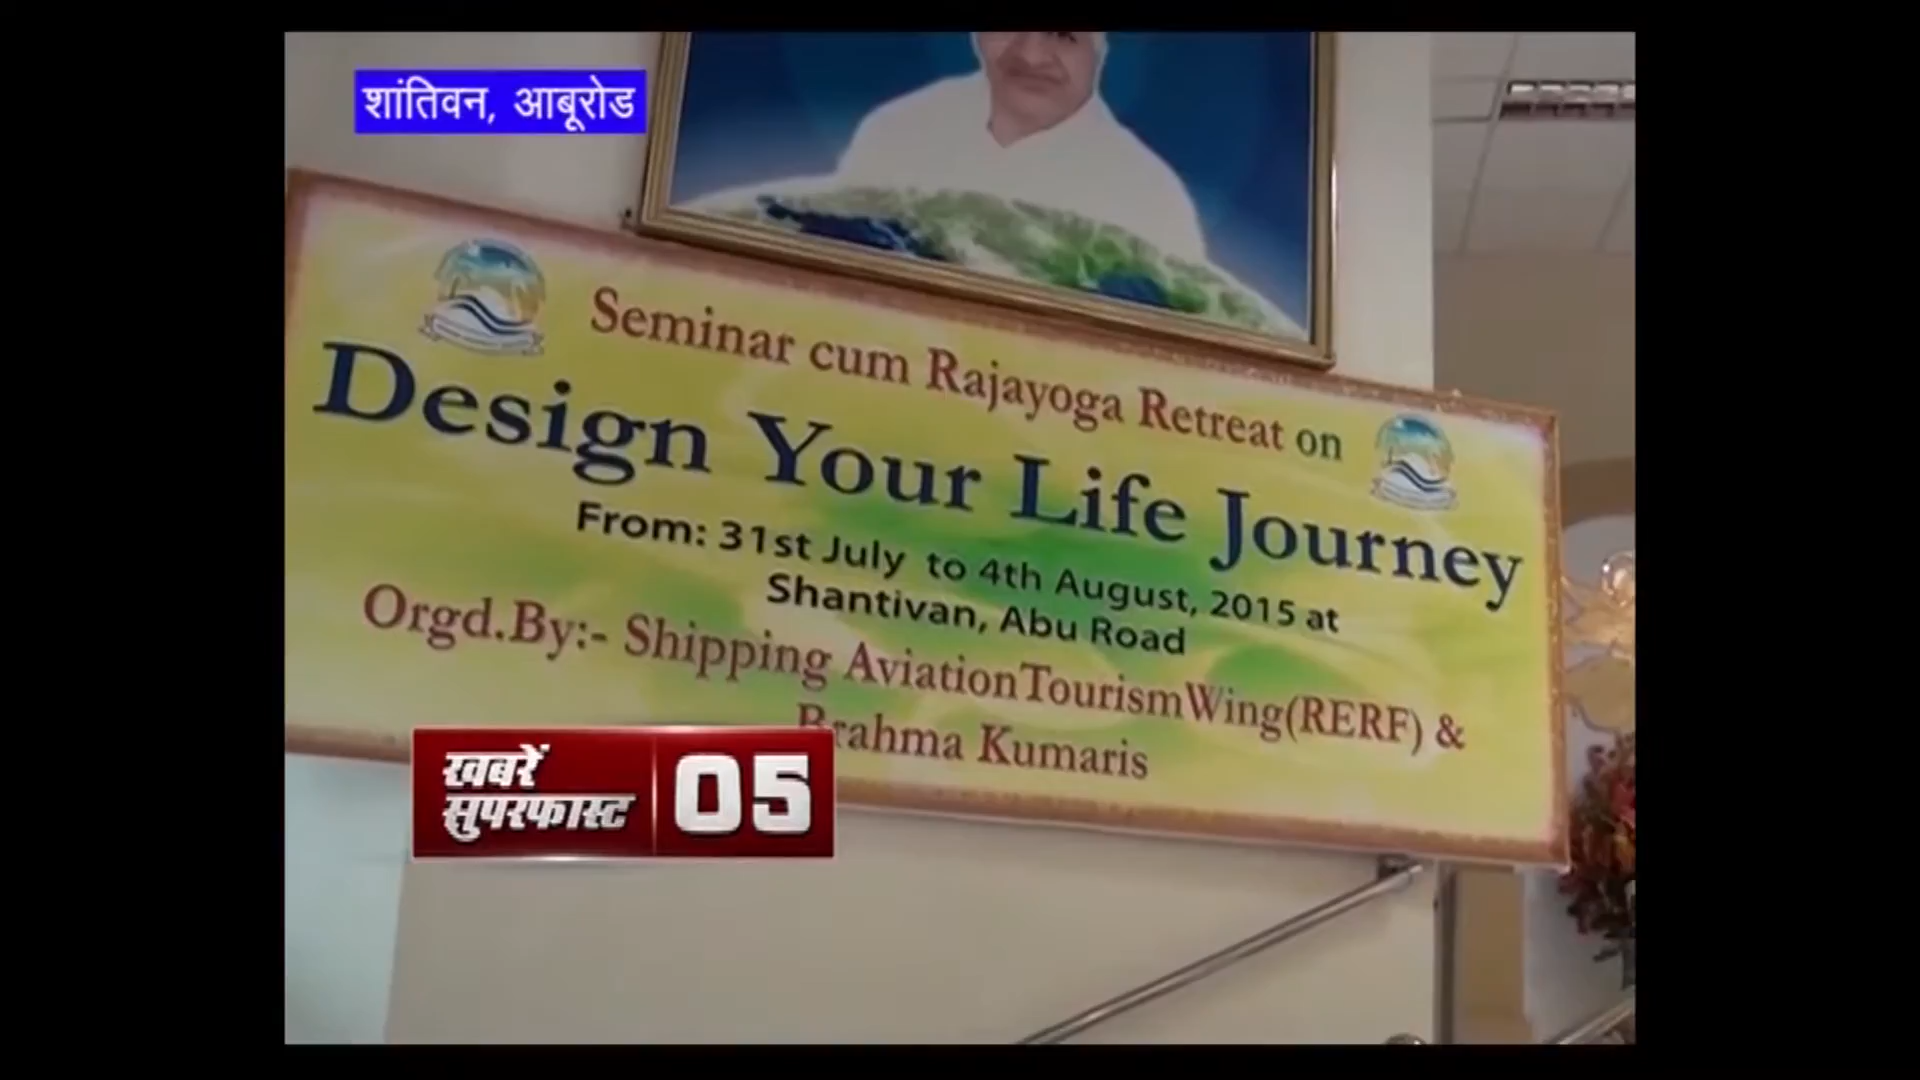 शांतिवन, आबूरोड
Seminar cum Rajayoga Retreat on
Design Your Life Journey
From: 31st July to 4th August, 2015 at
Shantivan, Abu Road
Orgd.By:- Shipping AviationTourismWing(RERF) &
Brahma Kumaris
ख़बरें
सुपरफास्ट
05